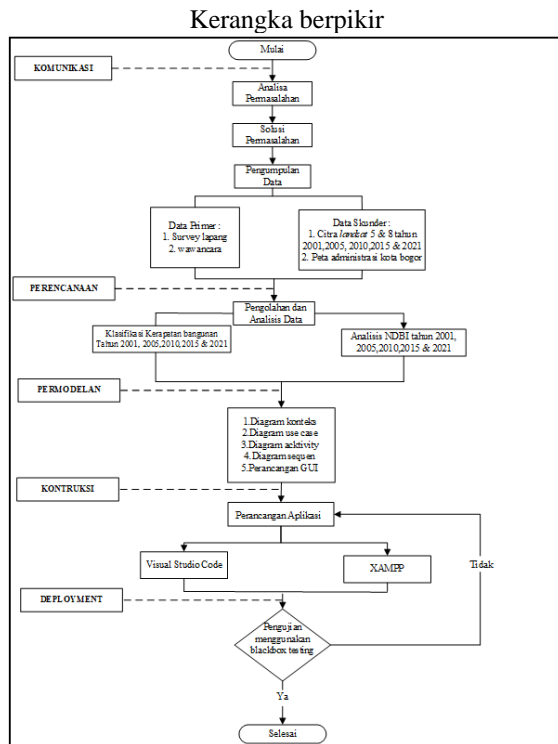 Kerangka berpikir
Mulai
KOMUNIKASI
Analisa
Permasalahan
Solusi
Permasalahan
Pengumpulan
Data
Data Primer :
1. Survey lapang
2. wawancara
Data Skunder :
1. Citra landsat 5 & 8 tahun
2001,2005, 2010,2015 & 2021
2. Peta administrasi kota bogor
PERENCANAAN
Pengolahan dan
Analisis Data
Klasifikasi Kerapatan bangunan
Tahun 2001, 2005,2010,2015 & 2021
Analisis NDBI tahun 2001,
2005,2010,2015 & 2021
PERMODELAN
1.Diagram konteks
2.Diagram use case
3.Diagram acktivity
4.Diagram sequen
5.Perancangan GUI
KONTRUKSI
Perancangan Aplikasi
Visual Studio Code
XAMPP
Tidak
DEPLOYMENT
Pengujian
menggunakan
blackbox testing
Ya
Selesai